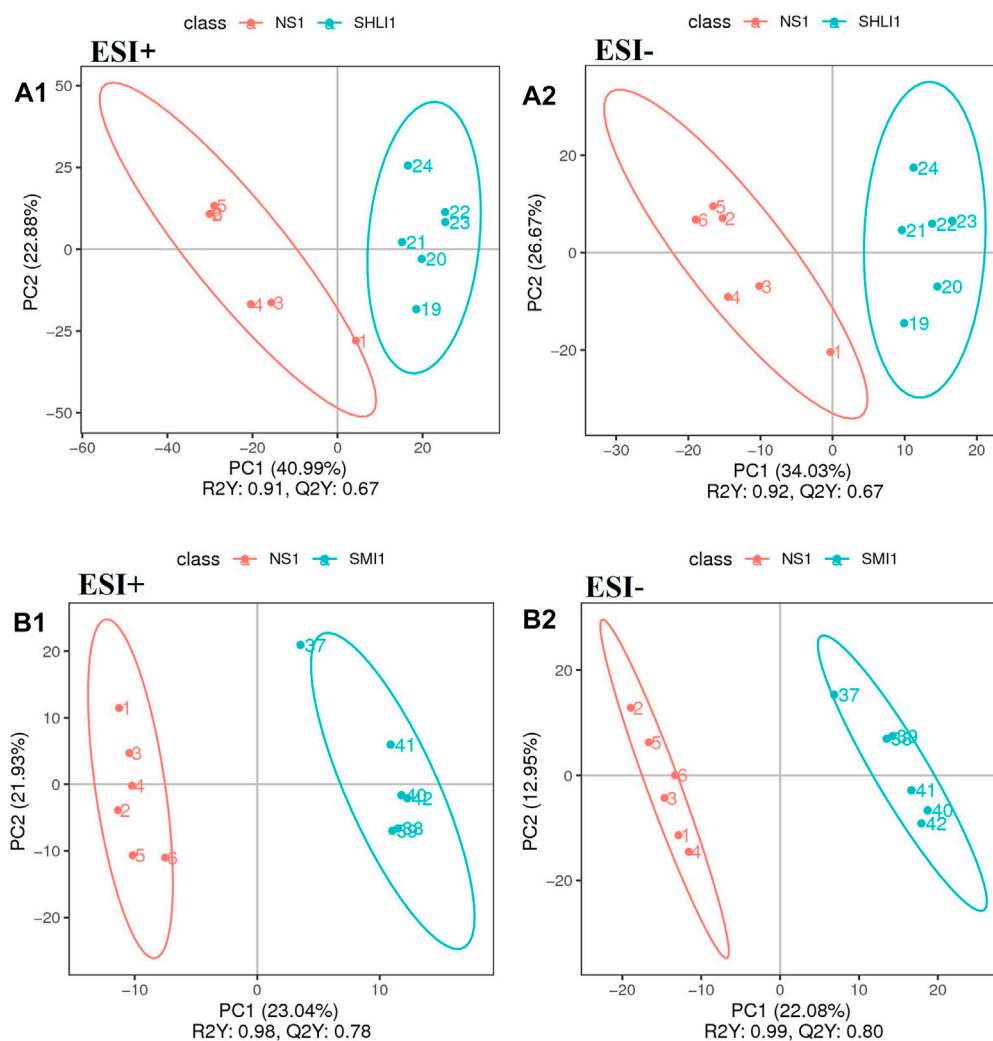 class NS1 SHLI1
ESI+
A1
50
25
0
−25
−50
PC2 (22.88%)
24
22
23
21
20
19
5
2
4
3
1
−60 −40 −20 0 20
PC1 (40.99%)
R2Y: 0.91, Q2Y: 0.67
class NS1 SHLI1
ESI-
A2
20
0
−20
PC2 (26.67%)
24
23
22
21
20
19
5
6
2
3
4
1
−30 −20 −10 0 10 20
PC1 (34.03%)
R2Y: 0.92, Q2Y: 0.67
class NS1 SMI1
ESI+
B1
20
10
0
−10
−20
PC2 (21.93%)
37
41
40
42
38
39
1
3
4
2
5
6
−10 0 10
PC1 (23.04%)
R2Y: 0.98, Q2Y: 0.78
class NS1 SMI1
ESI-
B2
20
0
−20
PC2 (12.95%)
37
39
38
41
40
42
2
5
6
3
1
4
−20 −10 0 10 20
PC1 (22.08%)
R2Y: 0.99, Q2Y: 0.80